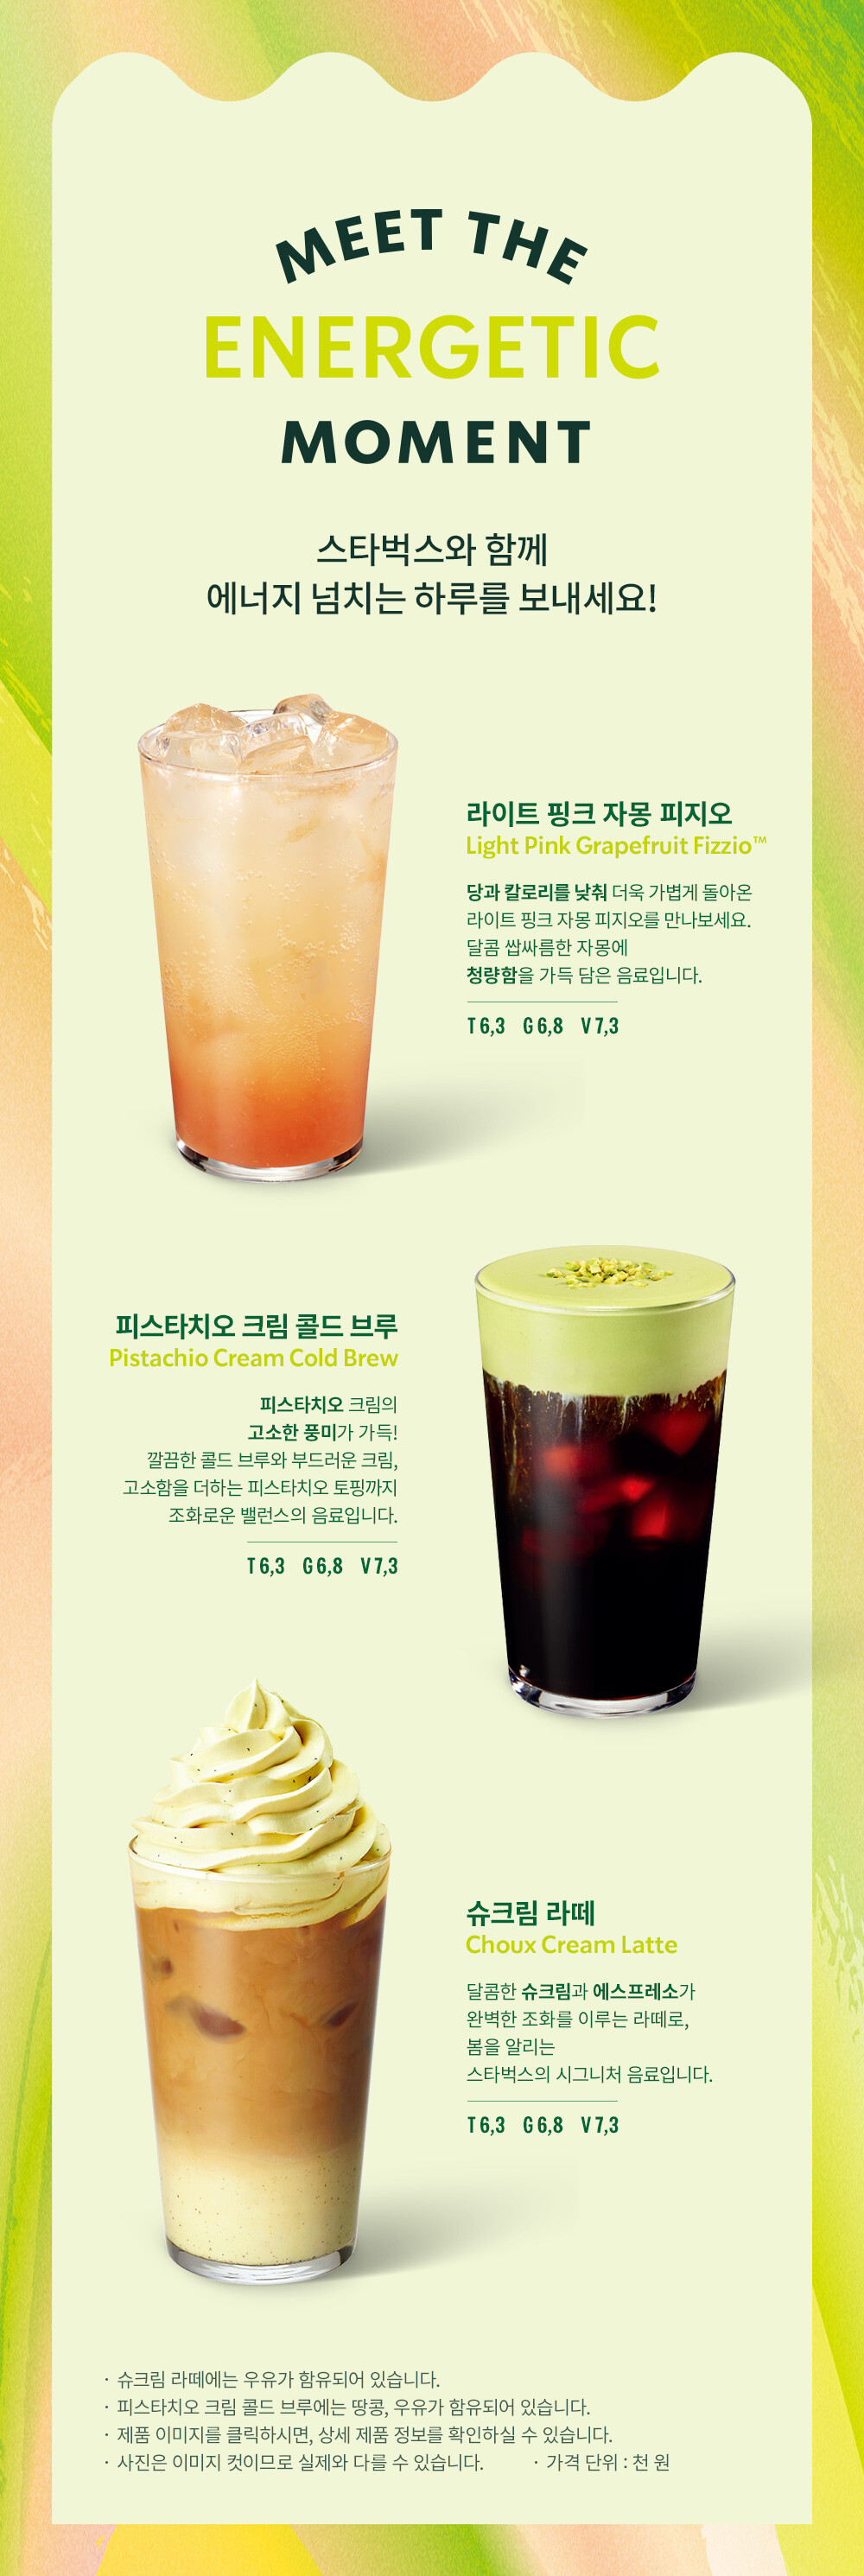 MEET THE
ENERGETIC
MOMENT
스타벅스와 함께
에너지 넘치는 하루를 보내세요!
라이트 핑크 자몽 피지오
Light Pink Grapefruit Fizzio™
당과 칼로리를 낮춰 더욱 가볍게 돌아온
라이트 핑크 자몽 피지오를 만나보세요.
달콤 쌉싸름한 자몽에
청량함을 가득 담은 음료입니다.
T 6,3 G 6,8 V 7,3
피스타치오 크림 콜드 브루
Pistachio Cream Cold Brew
피스타치오 크림의
고소한 풍미가 가득!
깔끔한 콜드 브루와 부드러운 크림,
고소함을 더하는 피스타치오 토핑까지
조화로운 밸런스의 음료입니다.
T 6,3 G 6,8 V 7,3
슈크림 라떼
Choux Cream Latte
달콤한 슈크림과 에스프레소가
완벽한 조화를 이루는 라떼로,
봄을 알리는
스타벅스의 시그니처 음료입니다.
T 6,3 G 6,8 V 7,3
· 슈크림 라떼에는 우유가 함유되어 있습니다.
· 피스타치오 크림 콜드 브루에는 땅콩, 우유가 함유되어 있습니다.
· 제품 이미지를 클릭하시면, 상세 제품 정보를 확인하실 수 있습니다.
· 사진은 이미지 컷이므로 실제와 다를 수 있습니다. · 가격 단위 : 천 원